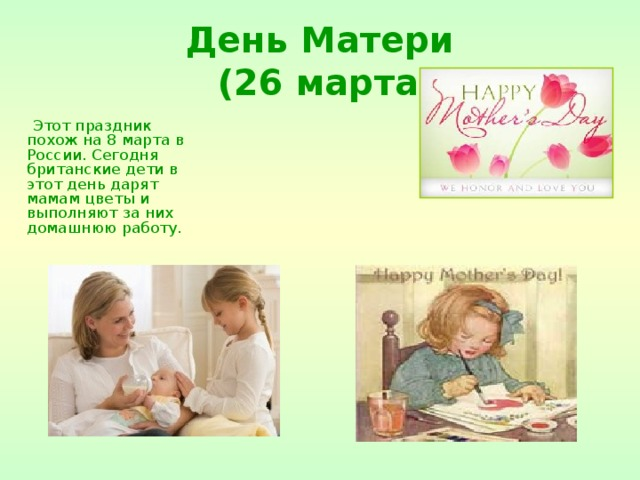 День Матери
(26 марта
HAPPY
Mother's Day
WE HONOR AND LOVE YOU
Этот праздник
похож на 8 марта в
России. Сегодня
британские дети в
этот день дарят
мамам цветы и
выполняют за них
домашнюю работу.
Happy Mother's Day!